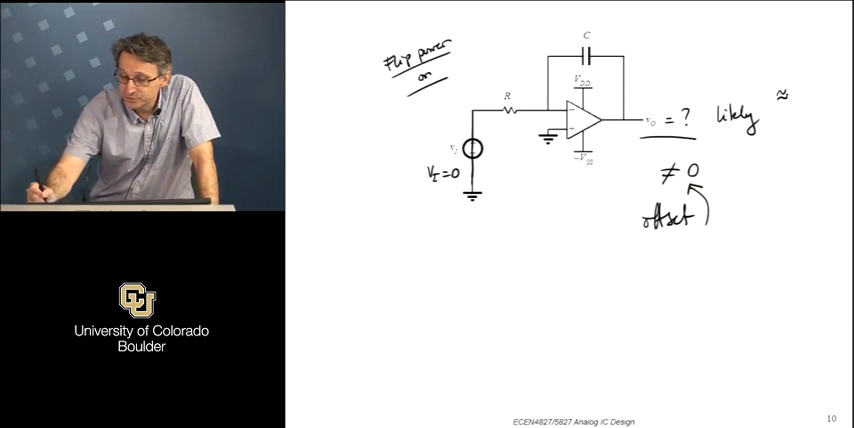 Flip power
on
C
R
V_DD
-V_SS
v_i
V_I=0
v_O = ? likely ≈
≠ 0
offset
CU
University of Colorado
Boulder
ECEN4827/5827 Analog IC Design
10